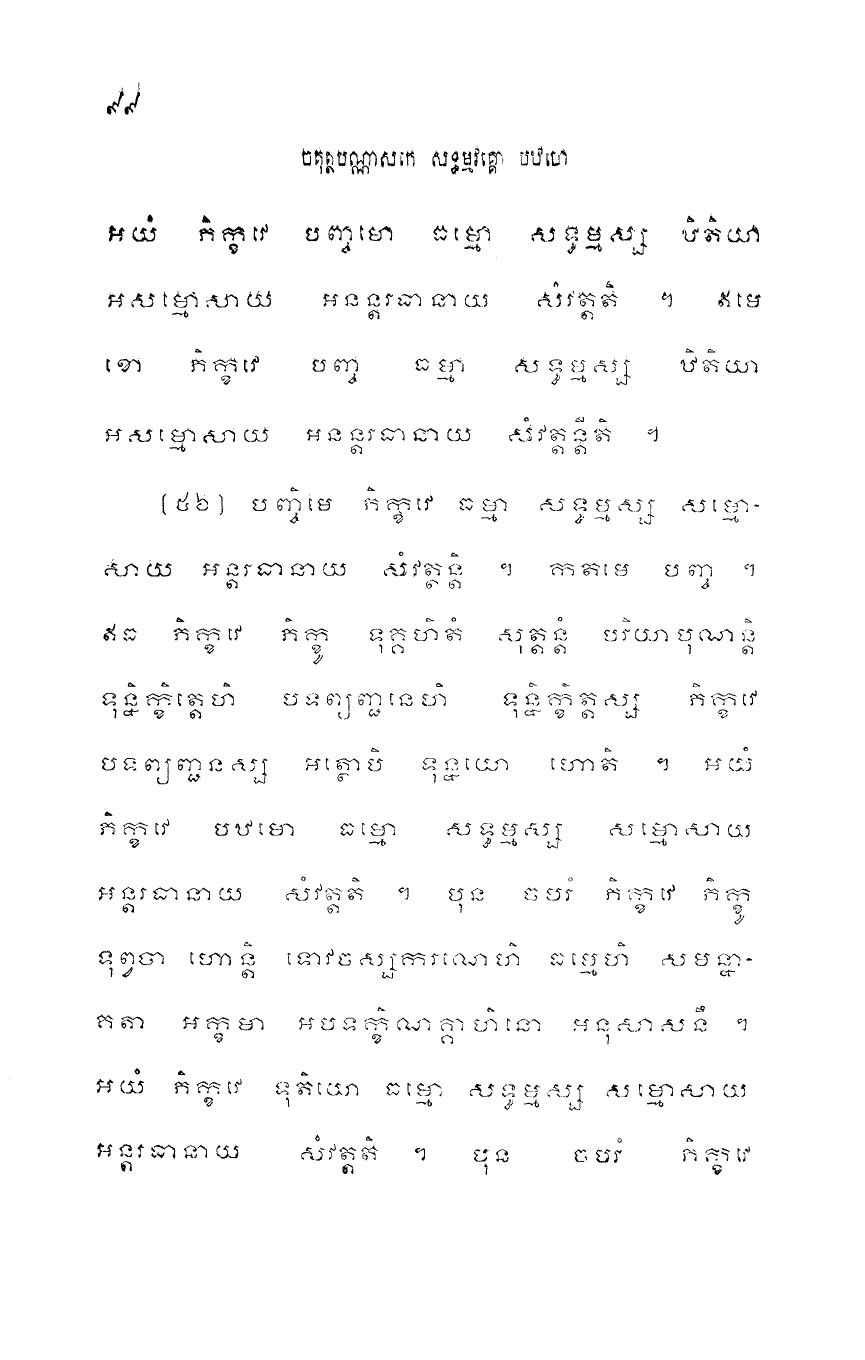 ៩៩
ចតុត្ថបណ្ណាសកេ សទ្ធម្មវគ្គោ បឋមោ
អយំ ភិក្ខវេ បញ្ចមោ ធម្មោ សទ្ធម្មស្ស ឋិតិយា
អសម្មោសាយ អនន្តរធានាយ សំវត្តតិ ។ ឥមេ
ខោ ភិក្ខវេ បញ្ច ធម្មា សទ្ធម្មស្ស ឋិតិយា
អសម្មោសាយ អនន្តរធានាយ សំវត្តន្តីតិ ។
(៥៦) បញ្ចិមេ ភិក្ខវេ ធម្មា សទ្ធម្មស្ស សម្មោ-
សាយ អន្តរធានាយ សំវត្តន្តិ ។ កតមេ បញ្ច ។
ឥធ ភិក្ខវេ ភិក្ខូ ទុគ្គហិតំ សុត្តន្តំ បរិយាបុណន្តិ
ទុន្និក្ខិត្តេហិ បទព្យញ្ជនេហិ ទុន្និក្ខិត្តស្ស ភិក្ខវេ
បទព្យញ្ជនស្ស អត្ថោបិ ទុន្នយោ ហោតិ ។ អយំ
ភិក្ខវេ បឋមោ ធម្មោ សទ្ធម្មស្ស សម្មោសាយ
អន្តរធានាយ សំវត្តតិ ។ បុន ចបរំ ភិក្ខវេ ភិក្ខូ
ទុព្វចា ហោន្តិ ទោវចស្សករណេហិ ធម្មេហិ សមន្នា-
គតា អក្ខមា អបទក្ខិណគ្គាហិនោ អនុសាសនឹ ។
អយំ ភិក្ខវេ ទុតិយោ ធម្មោ សទ្ធម្មស្ស សម្មោសាយ
អន្តរធានាយ សំវត្តតិ ។ បុន ចបរំ ភិក្ខវេ